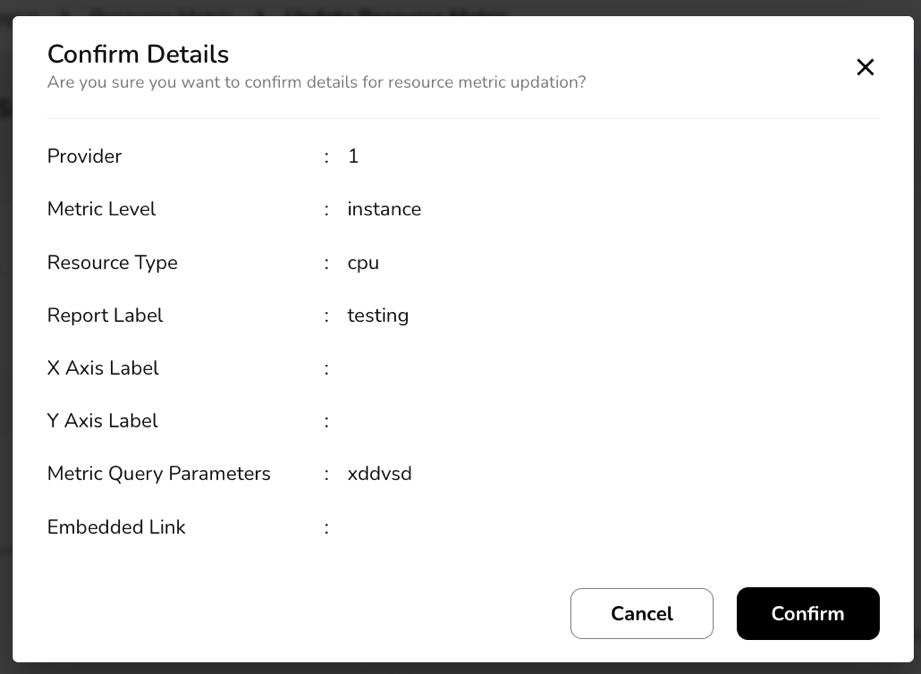 Confirm Details
Are you sure you want to confirm details for resource metric updation?
Provider : 1
Metric Level : instance
Resource Type : cpu
Report Label : testing
X Axis Label :
Y Axis Label :
Metric Query Parameters : xddvsd
Embedded Link :
Cancel Confirm